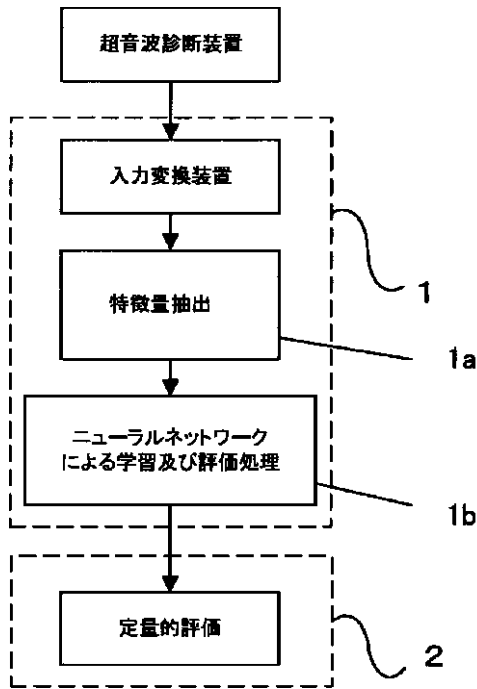 超音波診断装置
入力変換装置
特徴量抽出
1
1a
ニューラルネットワーク
による学習及び評価処理
1b
定量的評価
2